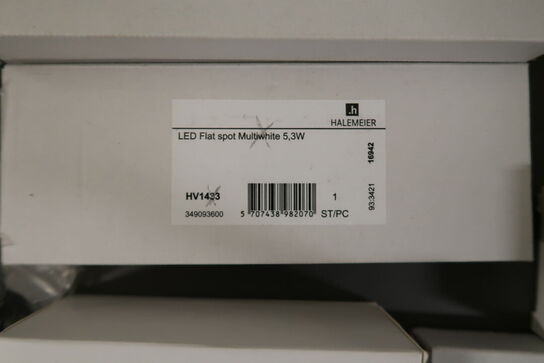 .h
HALEMEIER
LED Flat spot Multiwhite 5,3W
HV1433
349093600
5 707438 982070
1
ST/PC
16942
93:3421